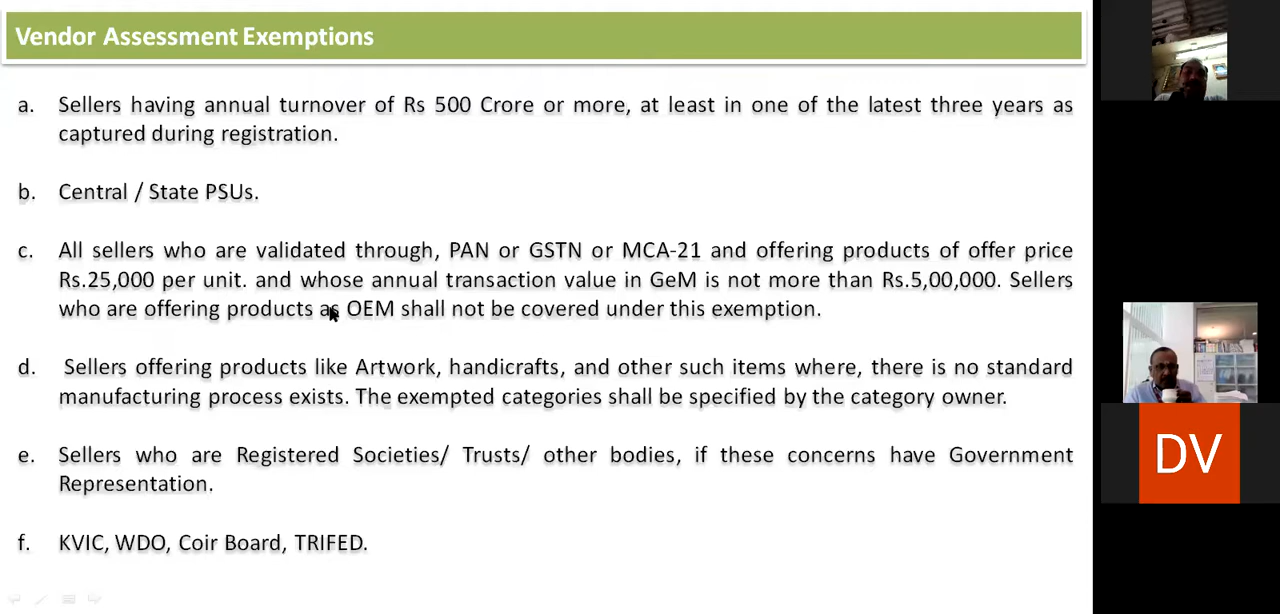 Vendor Assessment Exemptions
a. Sellers having annual turnover of Rs 500 Crore or more, at least in one of the latest three years as
captured during registration.
b. Central / State PSUs.
c. All sellers who are validated through, PAN or GSTN or MCA-21 and offering products of offer price
Rs.25,000 per unit. and whose annual transaction value in GeM is not more than Rs.5,00,000. Sellers
who are offering products as OEM shall not be covered under this exemption.
d. Sellers offering products like Artwork, handicrafts, and other such items where, there is no standard
manufacturing process exists. The exempted categories shall be specified by the category owner.
e. Sellers who are Registered Societies/ Trusts/ other bodies, if these concerns have Government
Representation.
f. KVIC, WDO, Coir Board, TRIFED.
DV